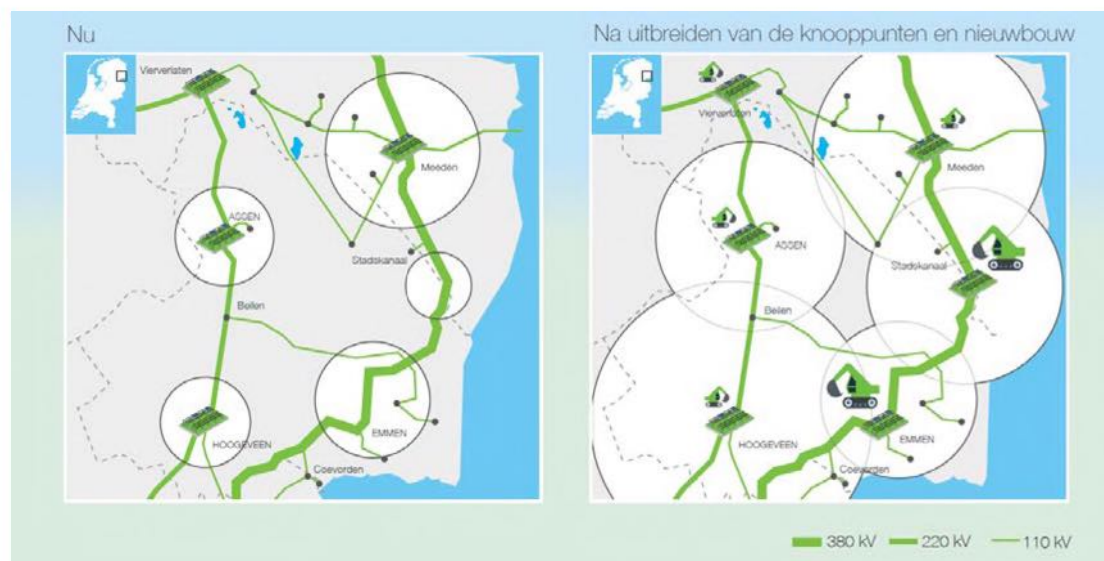 Nu
Vierverlaten
Meeden
ASSEN
Stadskanaal
Beilen
HOOGEVEEN
EMMEN
Coevorden
Na uitbreiden van de knooppunten en nieuwbouw
Vierverlaten
Meeden
ASSEN
Stadskanaal
Beilen
HOOGEVEEN
EMMEN
Coevorden
380 kV 220 kV 110 kV